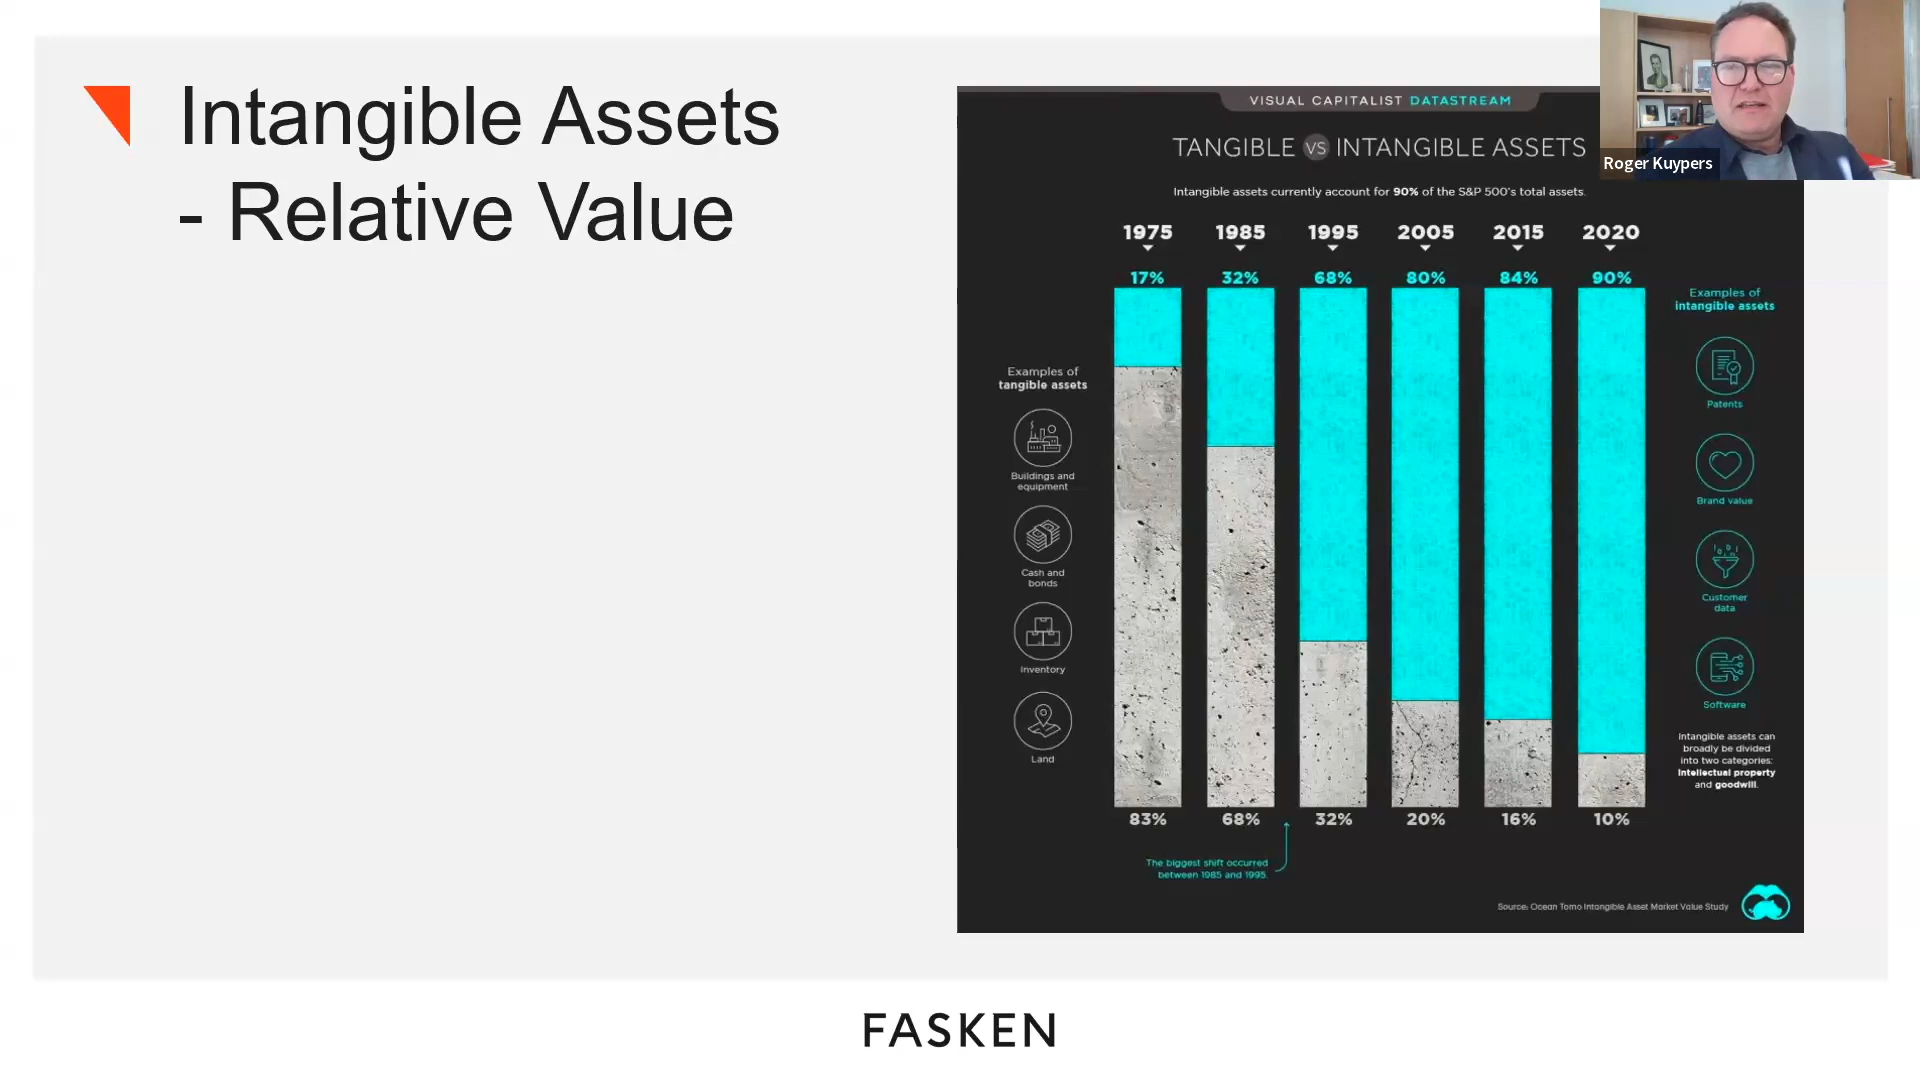 Intangible Assets
- Relative Value
Roger Kuypers
VISUAL CAPITALIST DATASTREAM
TANGIBLE VS INTANGIBLE ASSETS
Intangible assets currently account for 90% of the S&P 500's total assets.
1975 1985 1995 2005 2015 2020
17% 32% 68% 80% 84% 90%
Examples of
tangible assets
Buildings and
equipment
Cash and
bonds
Inventory
Land
Examples of
intangible assets
Patents
Brand value
Customer
data
Software
Intangible assets can
broadly be divided
into two categories:
Intellectual property
and goodwill.
83% 68% 32% 20% 16% 10%
The biggest shift occurred
between 1985 and 1995.
Source: Ocean Tomo Intangible Asset Market Value Study
FASKEN